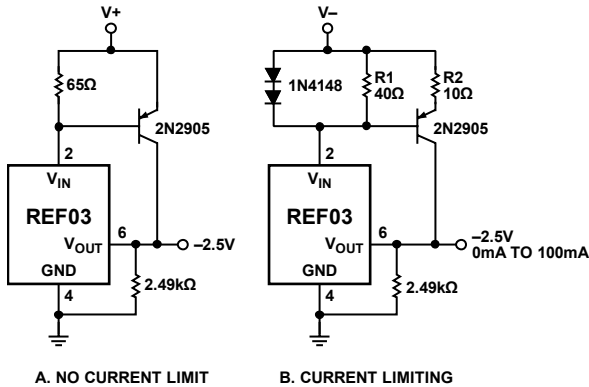 V+
65Ω
2N2905
2
VIN
REF03
VOUT
6
–2.5V
GND
4
2.49kΩ
A. NO CURRENT LIMIT
V–
1N4148
R1
40Ω
R2
10Ω
2N2905
2
VIN
REF03
VOUT
6
–2.5V
0mA TO 100mA
GND
4
2.49kΩ
B. CURRENT LIMITING